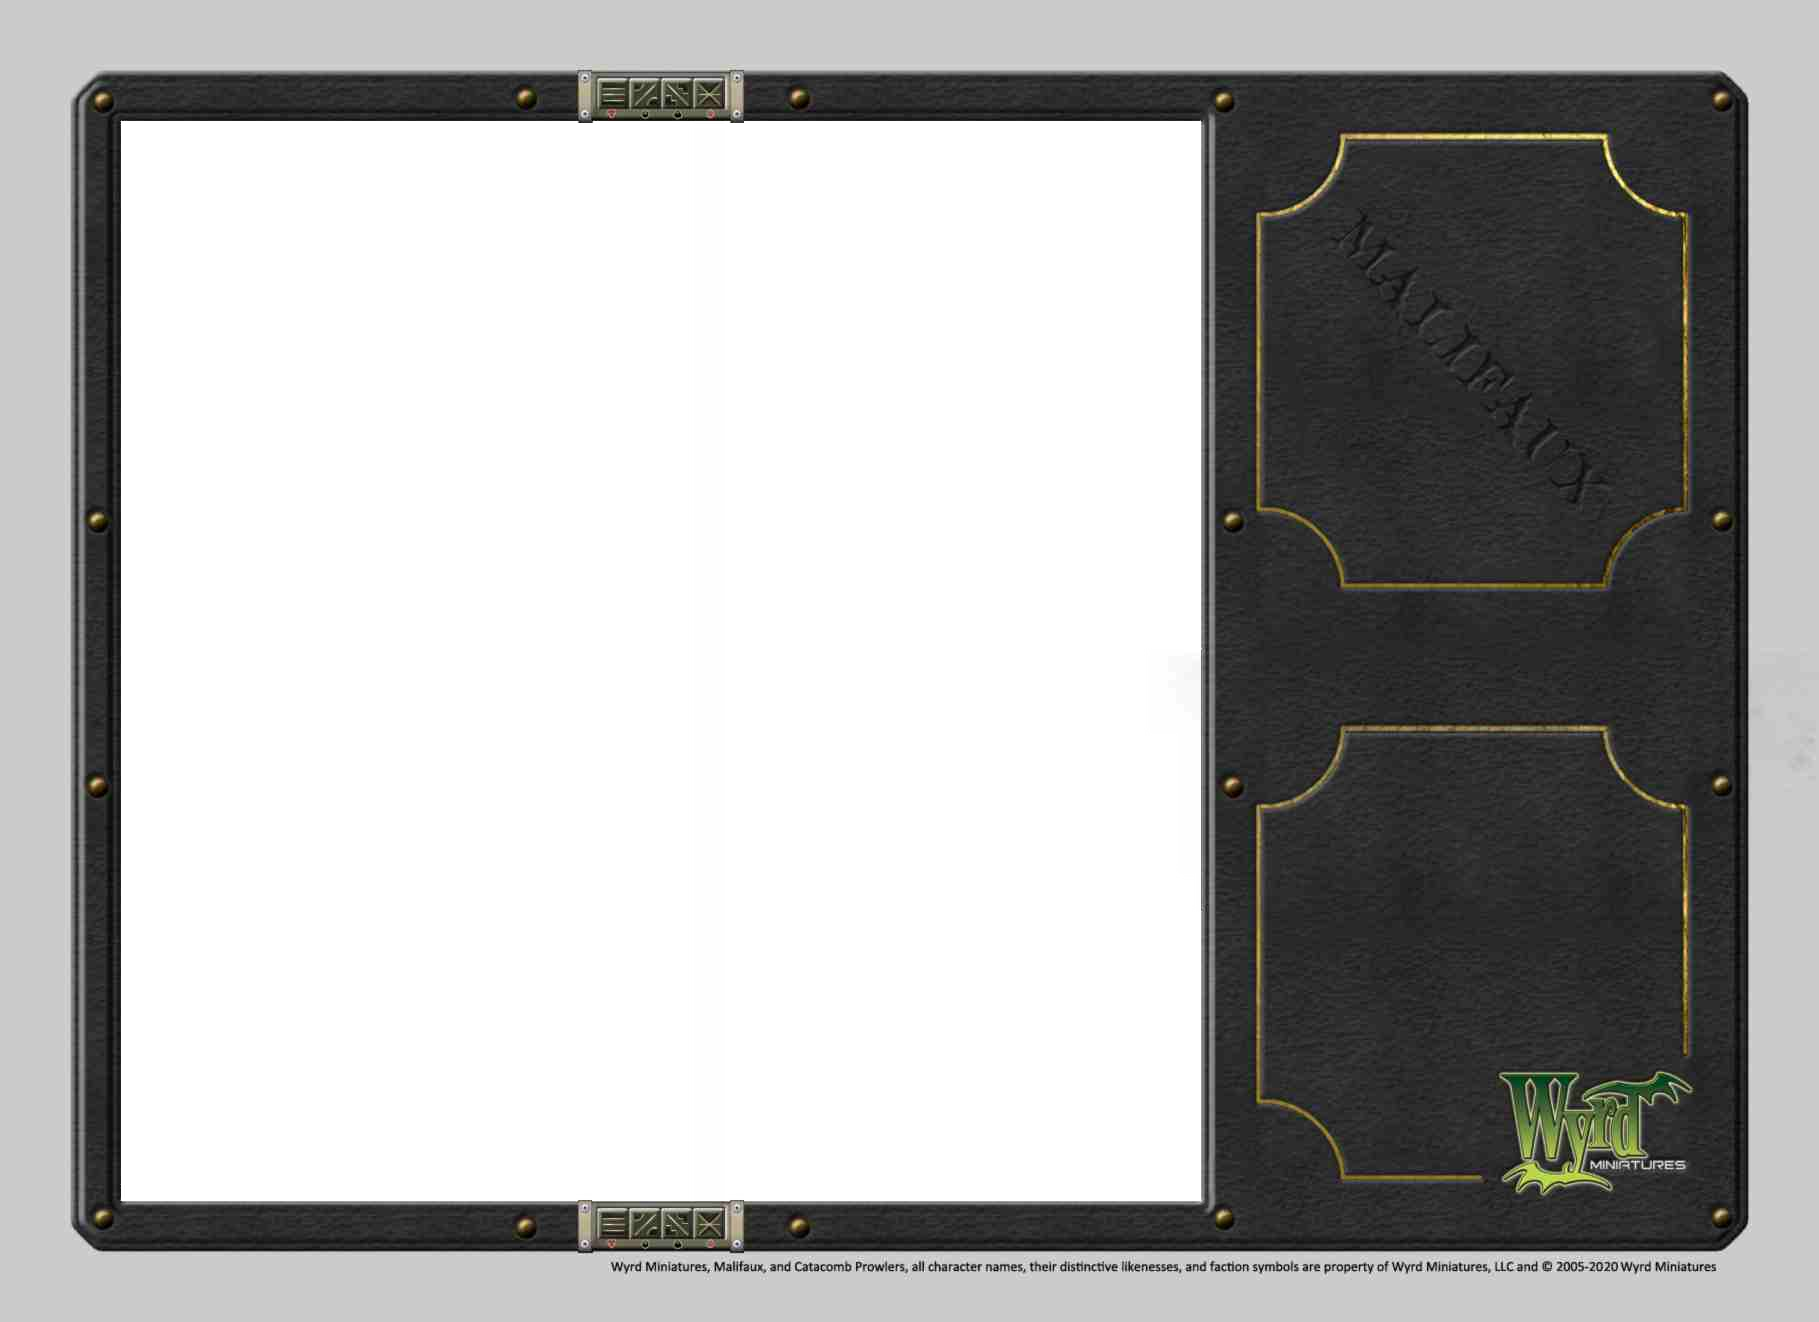 MALIFAUX
Wyrd
MINIATURES
Wyrd Miniatures, Malifaux, and Catacomb Prowlers, all character names, their distinctive likenesses, and faction symbols are property of Wyrd Miniatures, LLC and © 2005-2020 Wyrd Miniatures